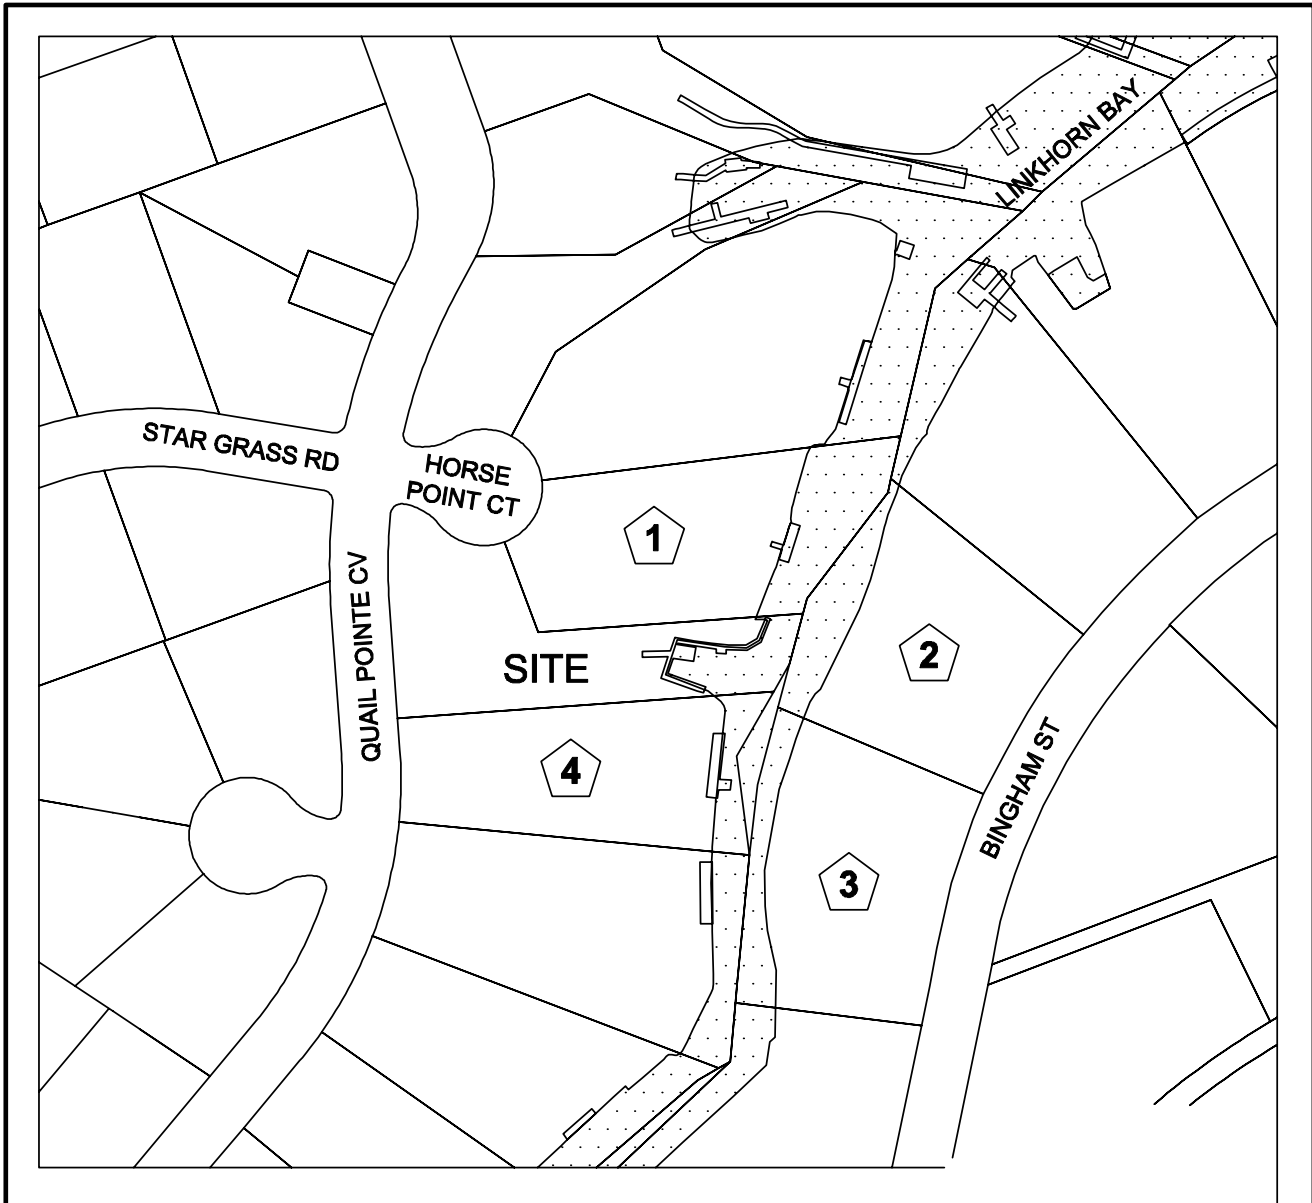 LINKHORN BAY
STAR GRASS RD
HORSE
POINT CT
1
QUAIL POINTE CV
SITE
2
4
BINGHAM ST
3